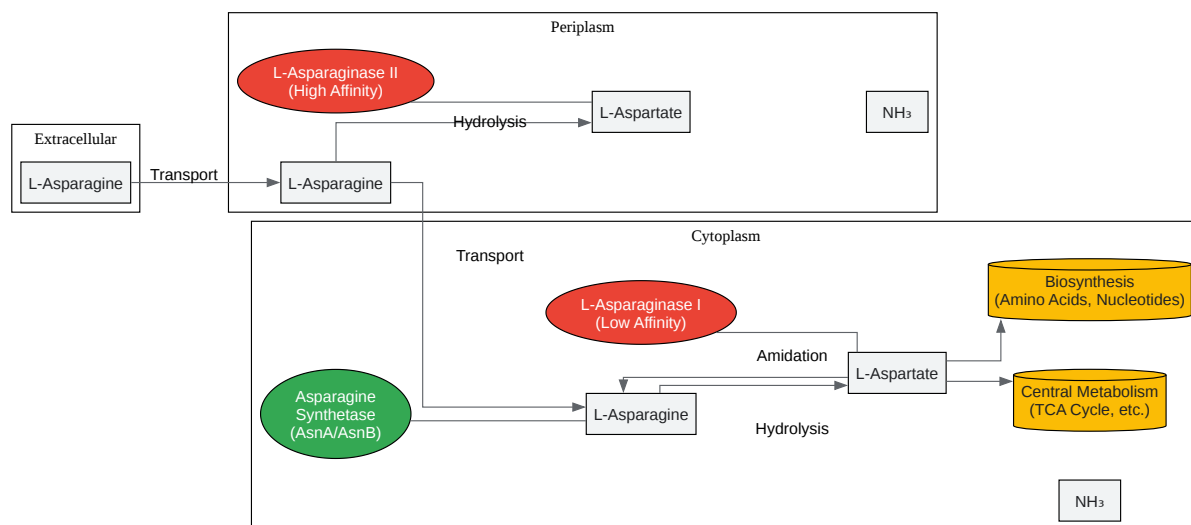 Periplasm
L-Asparaginase II
(High Affinity)
L-Aspartate
NH₃
Hydrolysis
Extracellular
L-Asparagine
Transport
L-Asparagine
Cytoplasm
Transport
Biosynthesis
(Amino Acids, Nucleotides)
L-Asparaginase I
(Low Affinity)
Amidation
L-Aspartate
Central Metabolism
(TCA Cycle, etc.)
Asparagine
Synthetase
(AsnA/AsnB)
L-Asparagine
Hydrolysis
NH₃